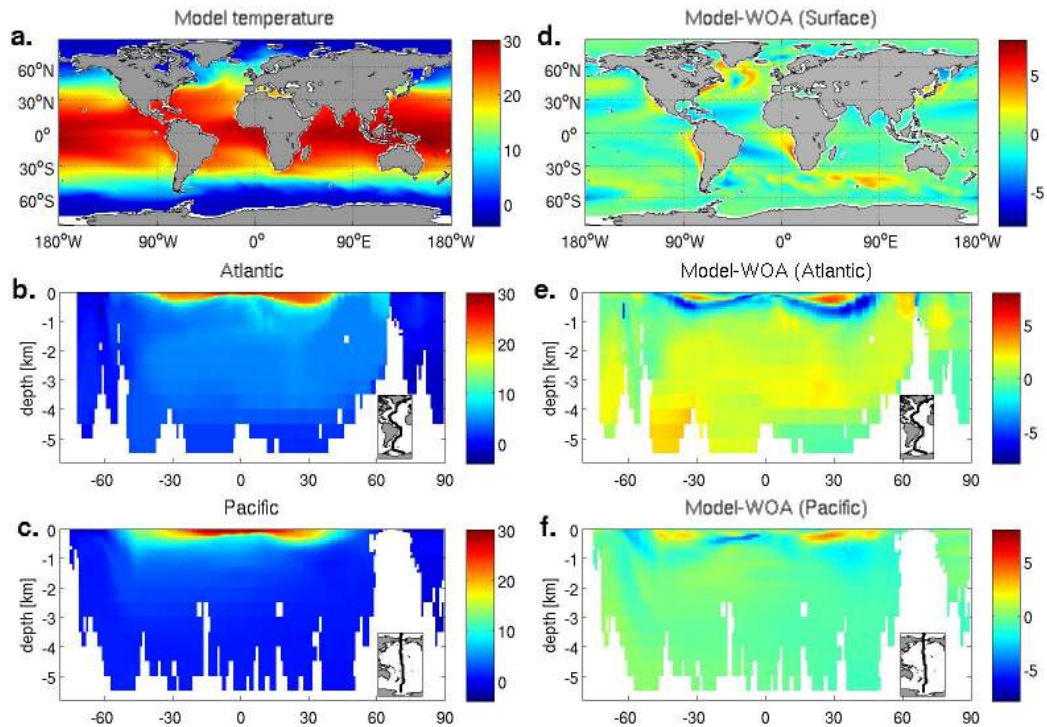 Model temperature
a.
60°N
30°N
0°
30°S
60°S
180°W
90°W
0°
90°E
180°W
30
20
10
0
Model-WOA (Surface)
d.
60°N
30°N
0°
30°S
60°S
180°W
90°W
0°
90°E
180°W
5
0
-5
Atlantic
b.
depth [km]
0
-1
-2
-3
-4
-5
-60
-30
0
30
60
90
30
20
10
0
Model-WOA (Atlantic)
e.
depth [km]
0
-1
-2
-3
-4
-5
-60
-30
0
30
60
90
5
0
-5
Pacific
c.
depth [km]
0
-1
-2
-3
-4
-5
-60
-30
0
30
60
90
30
20
10
0
Model-WOA (Pacific)
f.
depth [km]
0
-1
-2
-3
-4
-5
-60
-30
0
30
60
90
5
0
-5